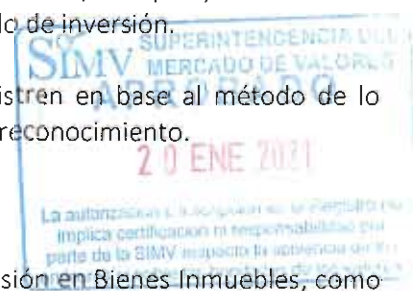 lo de inversión.
SUPERINTENDENCIA DEL
SIMV MERCADO DE VALORES
APROBADO
istren en base al método de lo
reconocimiento.
20 ENE 2021
La autorización e inscripción en el Registro no
implica certificación ni responsabilidad por
parte de la SIMV respecto la solvencia de
sión en Bienes Inmuebles, como